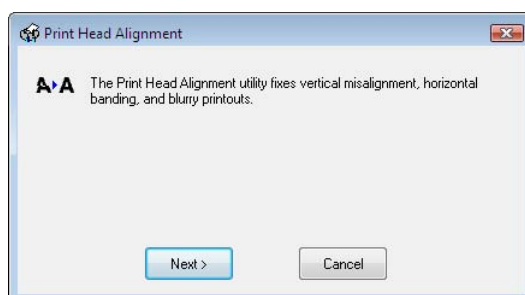 Print Head Alignment
A▸A The Print Head Alignment utility fixes vertical misalignment, horizontal
banding, and blurry printouts.
Next >
Cancel